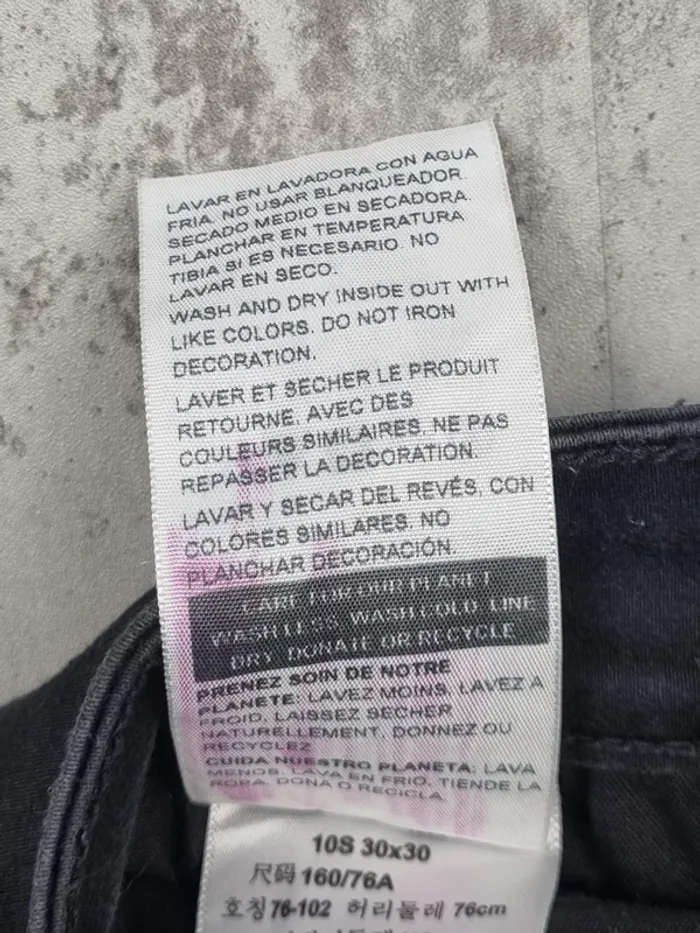 LAVAR EN LAVADORA CON AGUA
FRIA. NO USAR BLANQUEADOR.
SECADO MEDIO EN SECADORA.
PLANCHAR EN TEMPERATURA
TIBIA SI ES NECESARIO. NO
LAVAR EN SECO.
WASH AND DRY INSIDE OUT WITH
LIKE COLORS. DO NOT IRON
DECORATION.
LAVER ET SECHER LE PRODUIT
RETOURNE, AVEC DES
COULEURS SIMILAIRES. NE PAS
REPASSER LA DECORATION.
LAVAR Y SECAR DEL REVÉS, CON
COLORES SIMILARES. NO
PLANCHAR DECORACIÓN.
CARE FOR OUR PLANET
WASH LESS, WASH COLD, LINE
DRY, DONATE OR RECYCLE
PRENEZ SOIN DE NOTRE
PLANETE: LAVEZ MOINS, LAVEZ A
FROID, LAISSEZ SECHER
NATURELLEMENT, DONNEZ OU
RECYCLEZ
CUIDA NUESTRO PLANETA: LAVA
MENOS, LAVA EN FRIO, TIENDE LA
ROPA, DONA O RECICLA.
10S 30x30
尺码 160/76A
호칭 76-102 허리둘레 76cm